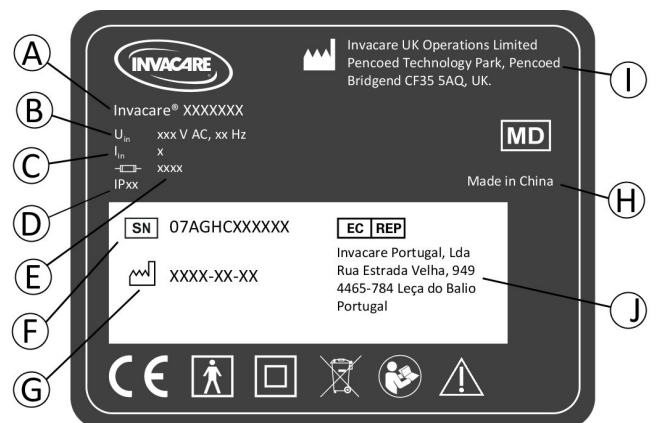 INVACARE
Invacare UK Operations Limited
Pencoed Technology Park, Pencoed
Bridgend CF35 5AQ, UK.
Invacare® XXXXXXX
Uin xxx V AC, xx Hz
Iin x
xxxx
IPxx
MD
Made in China
SN 07AGHCXXXXXX
XXXX-XX-XX
EC REP
Invacare Portugal, Lda
Rua Estrada Velha, 949
4465-784 Leça do Balio
Portugal
CE
A
B
C
D
E
F
G
I
H
J